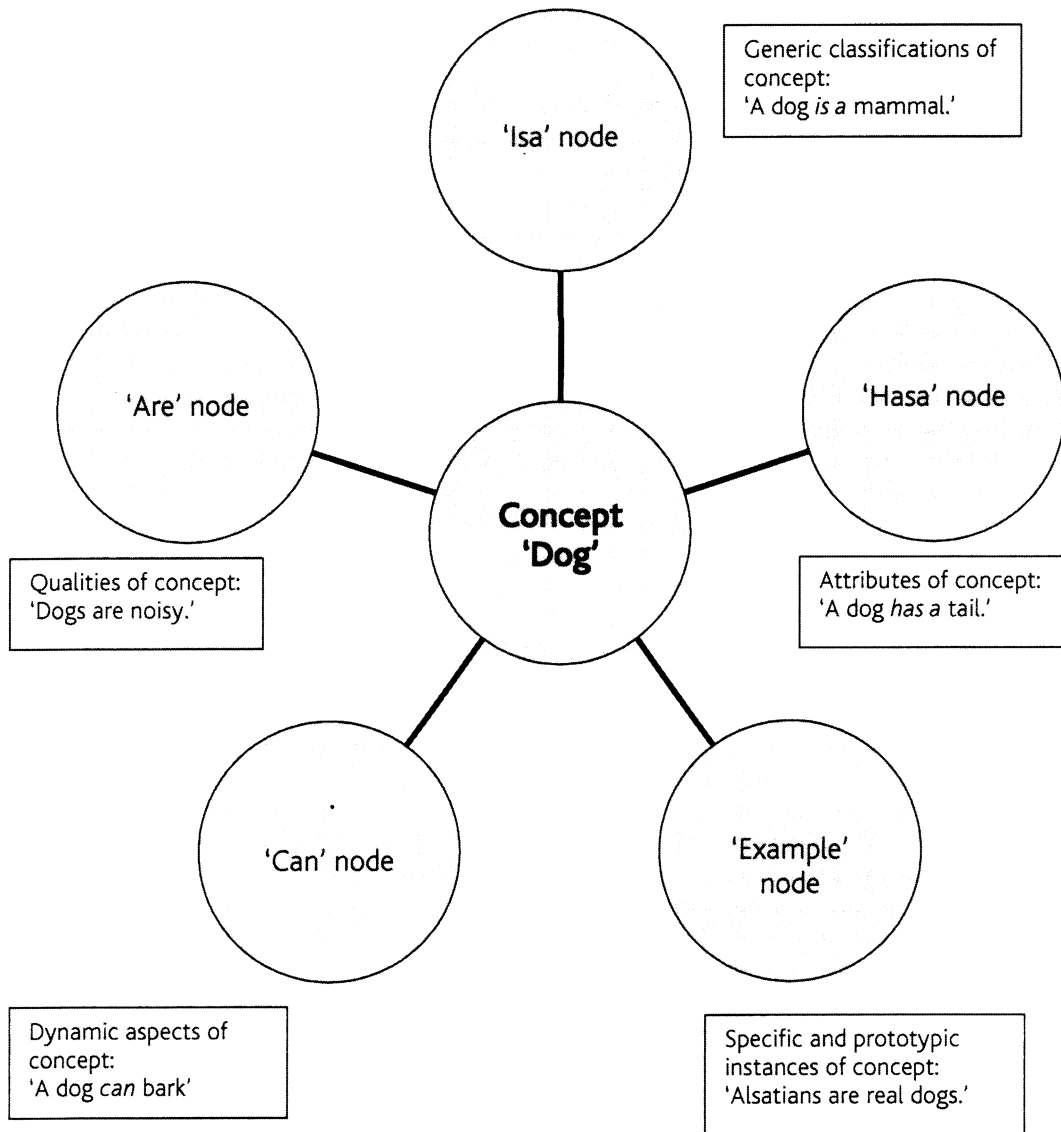 Generic classifications of
concept:
‘A dog is a mammal.’
‘Isa’ node
‘Are’ node
‘Hasa’ node
Concept
‘Dog’
Qualities of concept:
‘Dogs are noisy.’
Attributes of concept:
‘A dog has a tail.’
‘Can’ node
‘Example’
node
Dynamic aspects of
concept:
‘A dog can bark’
Specific and prototypic
instances of concept:
‘Alsatians are real dogs.’